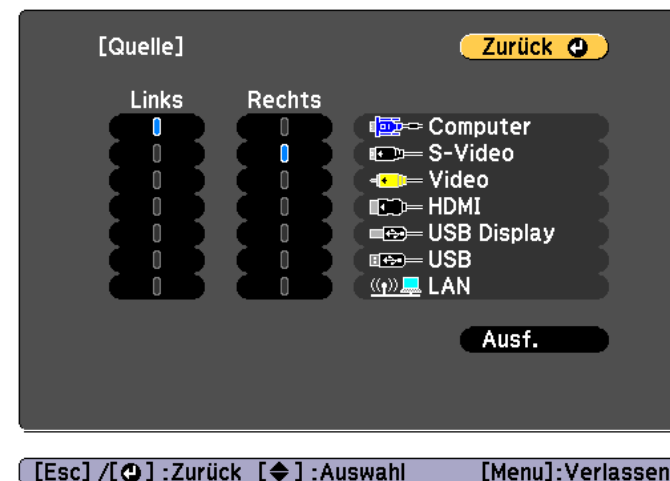 [Quelle] Zurück
Links Rechts
Computer
S-Video
Video
HDMI
USB Display
USB
LAN
Ausf.
[Esc] /[ ] :Zurück [ ] :Auswahl [Menu]:Verlassen